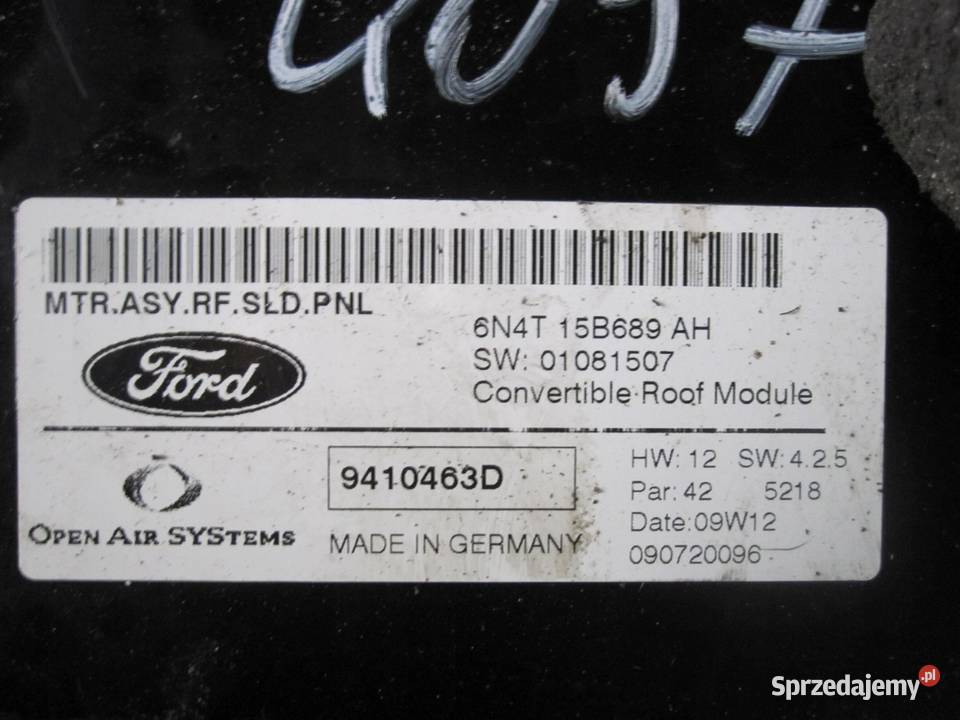 4097
MTR.ASY.RF.SLD.PNL
6N4T 15B689 AH
SW: 01081507
Convertible Roof Module
Ford
HW: 12 SW: 4.2.5
Par: 42 5218
Date:09W12
090720096
9410463D
OPEN AIR SYSTEMS
MADE IN GERMANY
Sprzedajemy.pl